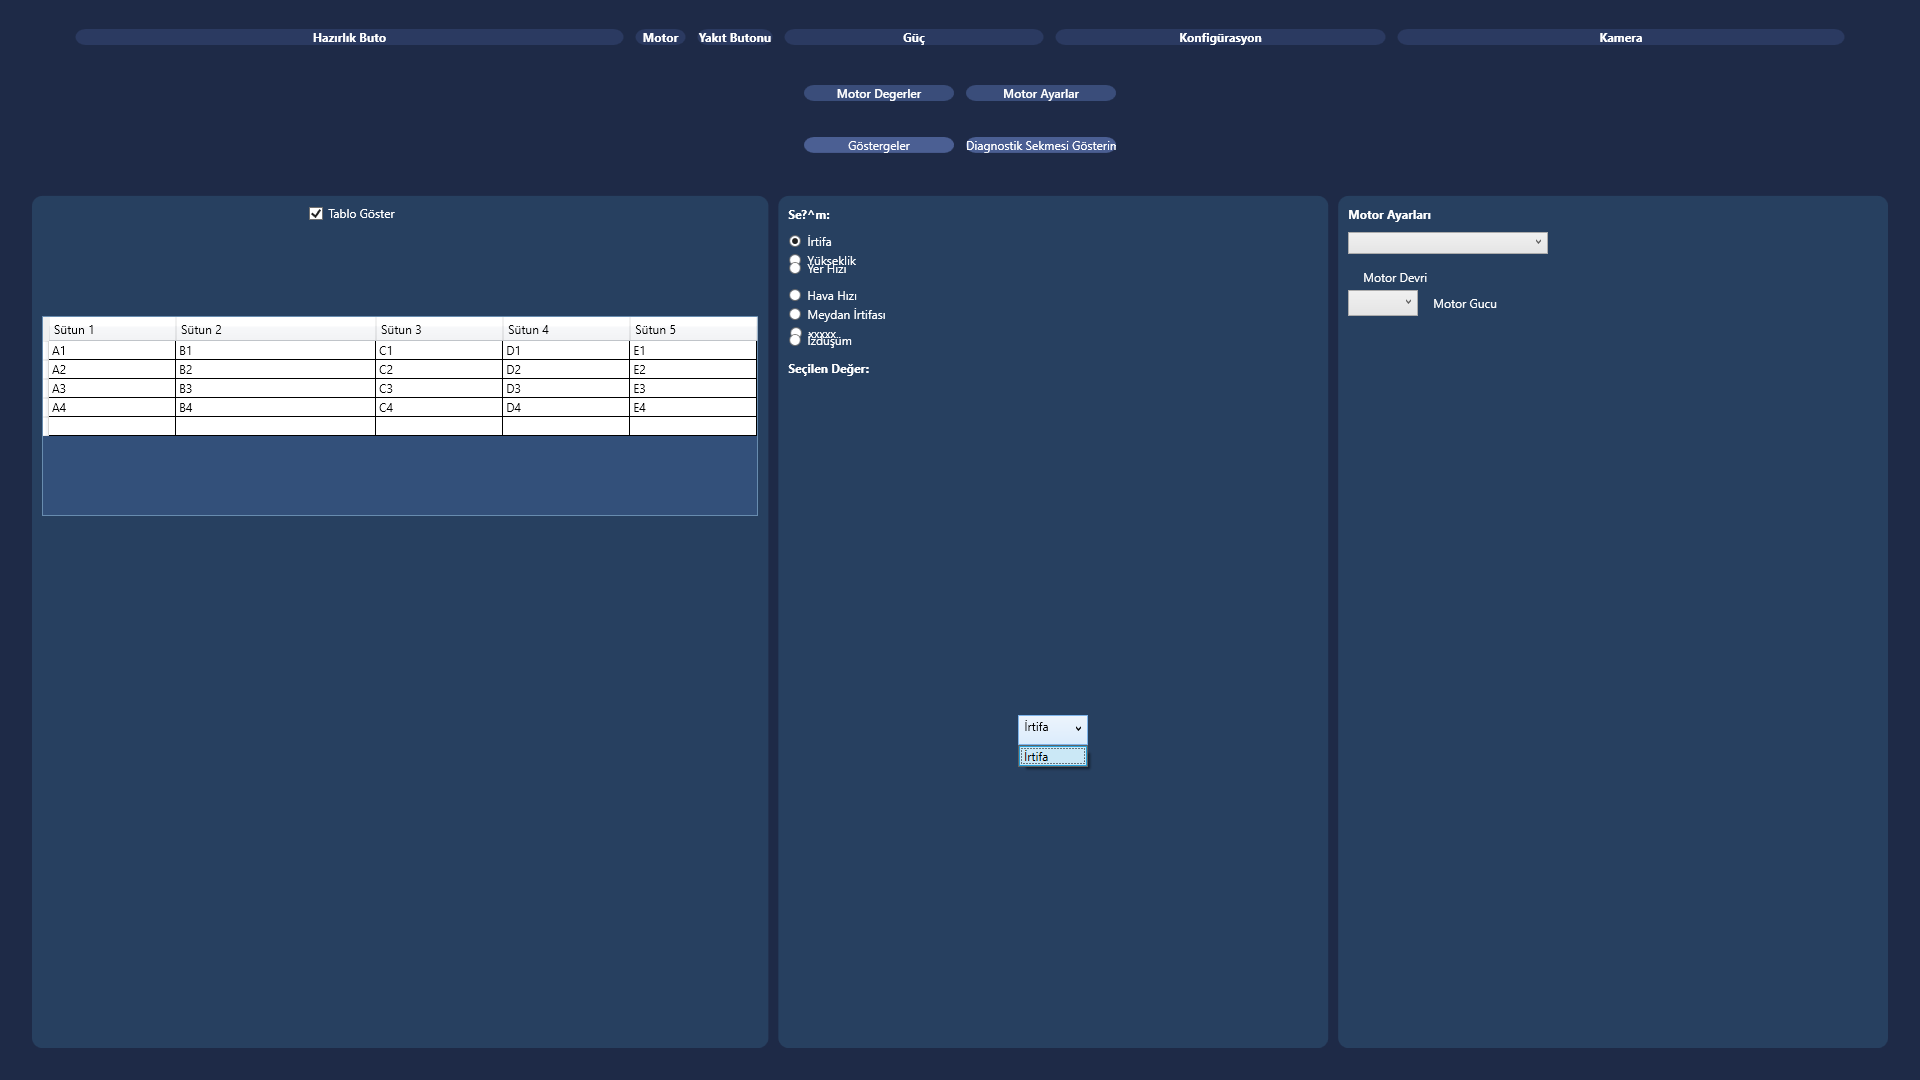 Hazırlık Buto Motor Yakıt Butonu Güç Konfigürasyon Kamera
Motor Degerler Motor Ayarlar
Göstergeler Diagnostik Sekmesi Gösterin
Tablo Göster
Sütun 1 Sütun 2 Sütun 3 Sütun 4 Sütun 5
A1 B1 C1 D1 E1
A2 B2 C2 D2 E2
A3 B3 C3 D3 E3
A4 B4 C4 D4 E4
Se?^m:
İrtifa
Yükseklik
Yer Hızı
Hava Hızı
Meydan İrtifası
xxxxx
İzdüşüm
Seçilen Değer:
İrtifa
İrtifa
Motor Ayarları
Motor Devri
Motor Gucu